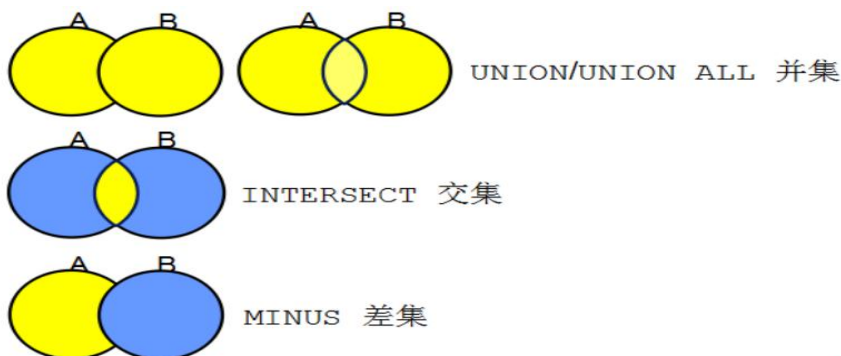 A B A B
UNION/UNION ALL 并集
A B
INTERSECT 交集
A B
MINUS 差集